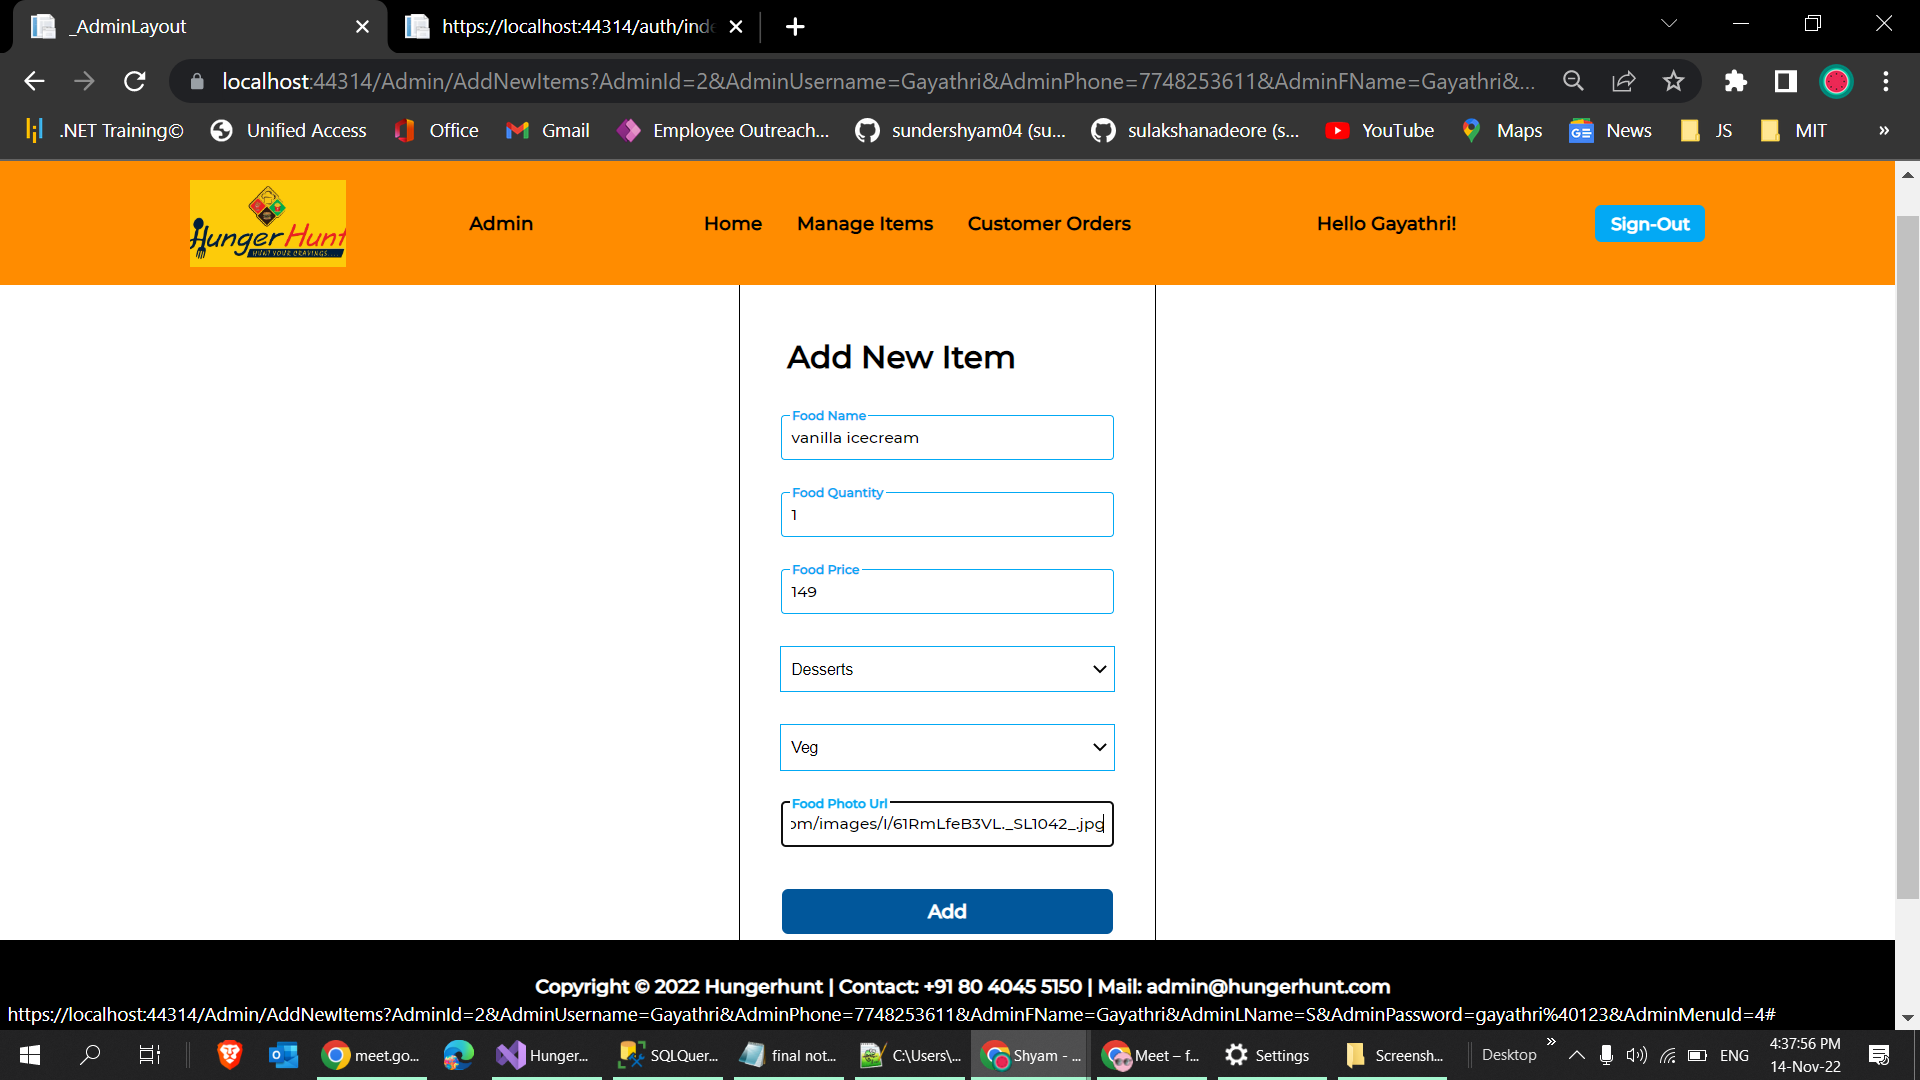 _AdminLayout
https://localhost:44314/auth/inde
localhost:44314/Admin/AddNewItems?AdminId=2&AdminUsername=Gayathri&AdminPhone=7748253611&AdminFName=Gayathri&...
.NET Training©
Unified Access
Office
Gmail
Employee Outreach...
sundershyam04 (su...
sulakshanadeore (s...
YouTube
Maps
News
JS
MIT
»
Hunger Hunt
HUNT YOUR CRAVINGS....
Admin
Home
Manage Items
Customer Orders
Hello Gayathri!
Sign-Out
Add New Item
Food Name
vanilla icecream
Food Quantity
1
Food Price
149
Desserts
Veg
Food Photo Url
om/images/I/61RmLfeB3VL._SL1042_.jpg
Add
Copyright © 2022 Hungerhunt | Contact: +91 80 4045 5150 | Mail: admin@hungerhunt.com
https://localhost:44314/Admin/AddNewItems?AdminId=2&AdminUsername=Gayathri&AdminPhone=7748253611&AdminFName=Gayathri&AdminLName=S&AdminPassword=gayathri%40123&AdminMenuId=4#
meet.go...
Hunger...
SQLQuer...
final not...
C:\Users\...
Shyam - ...
Meet – f...
Settings
Screensh...
Desktop
»
ENG
4:37:56 PM
14-Nov-22